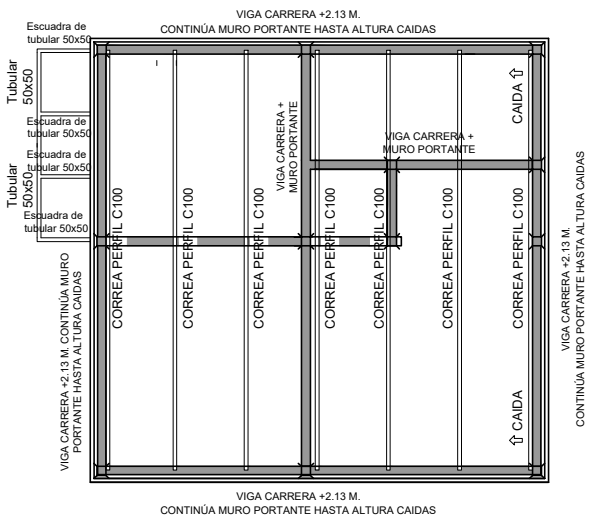 VIGA CARRERA +2.13 M.
CONTINÚA MURO PORTANTE HASTA ALTURA CAIDAS
Escuadra de
tubular 50x50
Tubular
50x50
Escuadra de
tubular 50x50
Escuadra de
tubular 50x50
Tubular
50x50
Escuadra de
tubular 50x50
CAIDA
VIGA CARRERA +
MURO PORTANTE
VIGA CARRERA +
MURO PORTANTE
CORREA PERFIL C100
CORREA PERFIL C100
CORREA PERFIL C100
CORREA PERFIL C100
CORREA PERFIL C100
CORREA PERFIL C100
CORREA PERFIL C100
VIGA CARRERA +2.13 M. CONTINÚA MURO
PORTANTE HASTA ALTURA CAIDAS
VIGA CARRERA +2.13 M.
CONTINÚA MURO PORTANTE HASTA ALTURA CAIDAS
CAIDA
VIGA CARRERA +2.13 M.
CONTINÚA MURO PORTANTE HASTA ALTURA CAIDAS